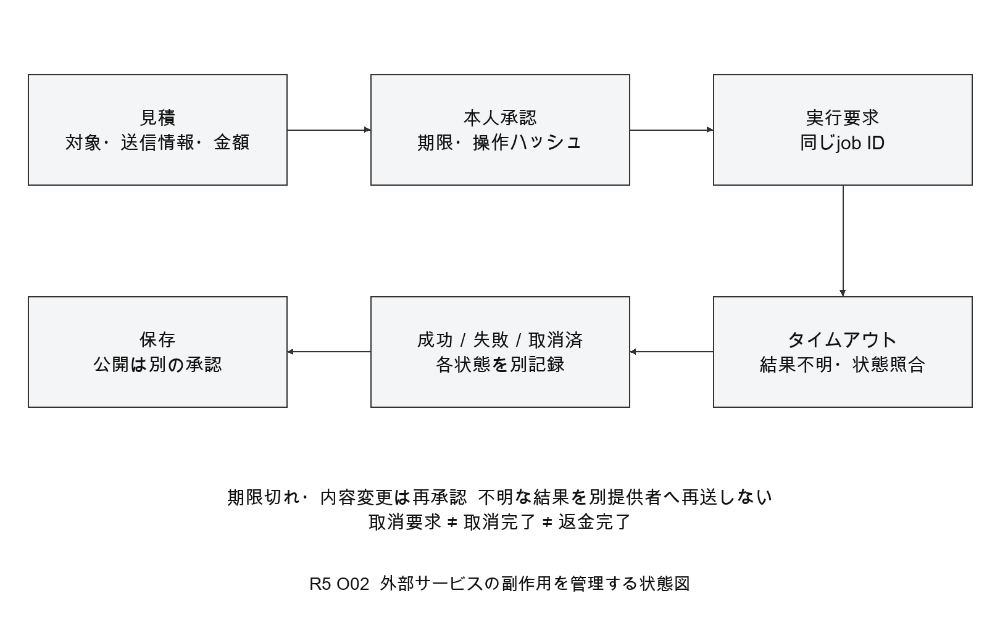 見積
対象・送信情報・金額
本人承認
期限・操作ハッシュ
実行要求
同じjob ID
保存
公開は別の承認
成功 / 失敗 / 取消済
各状態を別記録
タイムアウト
結果不明・状態照合
期限切れ・内容変更は再承認 不明な結果を別提供者へ再送しない
取消要求 ≠ 取消完了 ≠ 返金完了
R5 O02 外部サービスの副作用を管理する状態図